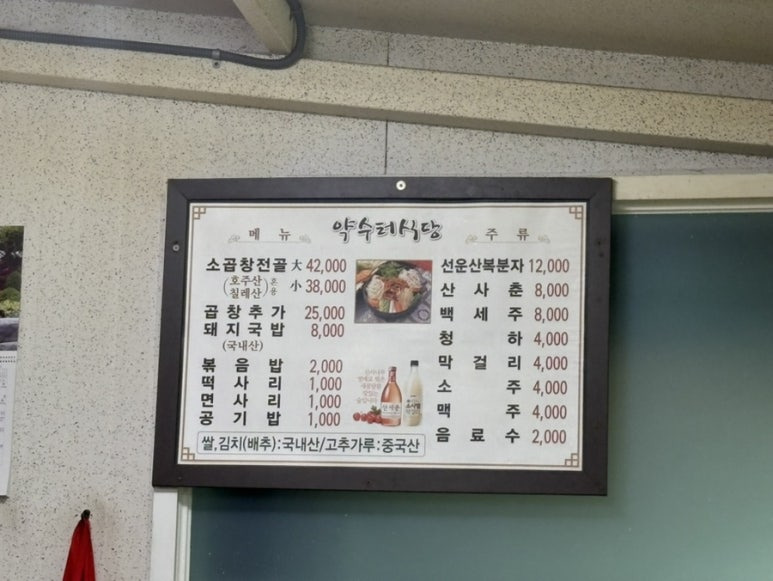 약수터식당
메뉴
소곱창전골 大 42,000
(호주산 칠레산 혼용) 小 38,000
곱창추가 25,000
돼지국밥 8,000
(국내산)
볶음밥 2,000
떡사리 1,000
면사리 1,000
공기밥 1,000
쌀,김치(배추):국내산/고추가루:중국산
주류
선운산복분자 12,000
산사춘 8,000
백세주 8,000
청하 4,000
막걸리 4,000
소주 4,000
맥주 4,000
음료수 2,000
산사춘